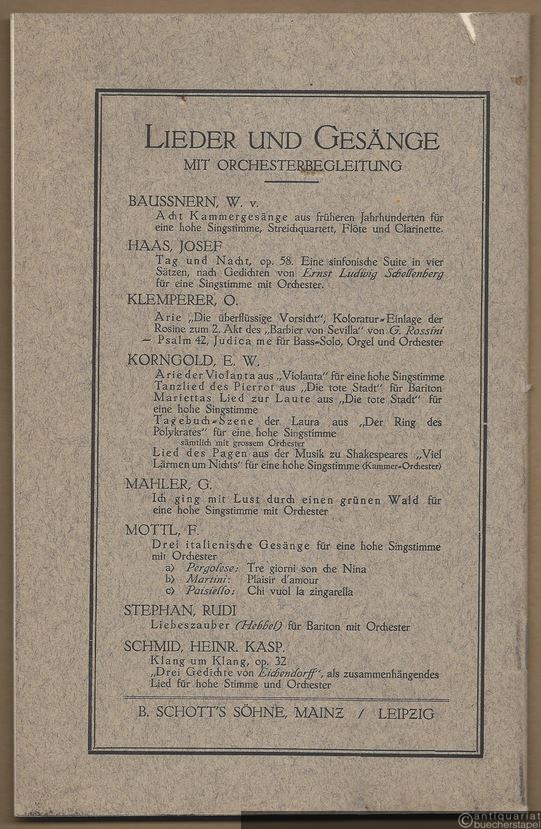 LIEDER UND GESÄNGE
MIT ORCHESTERBEGLEITUNG
BAUSSNERN, W. v.
Acht Kammergesänge aus früheren Jahrhunderten für
eine hohe Singstimme, Streichquartett, Flöte und Clarinette.
HAAS, JOSEF
Tag und Nacht, op. 58. Eine sinfonische Suite in vier
Sätzen, nach Gedichten von Ernst Ludwig Schellenberg
für eine Singstimme mit Orchester.
KLEMPERER, O.
Arie „Die überflüssige Vorsicht", Koloratur-Einlage der
Rosine zum 2. Akt des „Barbier von Sevilla" von G. Rossini
— Psalm 42, Judica me für Bass-Solo, Orgel und Orchester
KORNGOLD, E. W.
Arie der Violanta aus „Violanta" für eine hohe Singstimme
Tanzlied des Pierrot aus „Die tote Stadt" für Bariton
Mariettas Lied zur Laute aus „Die tote Stadt" für
eine hohe Singstimme
Tagebuch-Szene der Laura aus „Der Ring des
Polykrates" für eine hohe Singstimme
sämtlich mit grossem Orchester
Lied des Pagen aus der Musik zu Shakespeares „Viel
Lärmen um Nichts" für eine hohe Singstimme (Kammer-Orchester)
MAHLER, G.
Ich ging mit Lust durch einen grünen Wald für
eine hohe Singstimme mit Orchester
MOTTL, F.
Drei italienische Gesänge für eine hohe Singstimme
mit Orchester
a) Pergolese: Tre giorni son che Nina
b) Martini: Plaisir d'amour
c) Paisiello: Chi vuol la zingarella
STEPHAN, RUDI
Liebeszauber (Hebbel) für Bariton mit Orchester
SCHMID, HEINR. KASP.
Klang um Klang, op. 32
„Drei Gedichte von Eichendorff", als zusammenhängendes
Lied für hohe Stimme und Orchester
B. SCHOTT'S SÖHNE, MAINZ / LEIPZIG
©antiquariat
buecherstapel